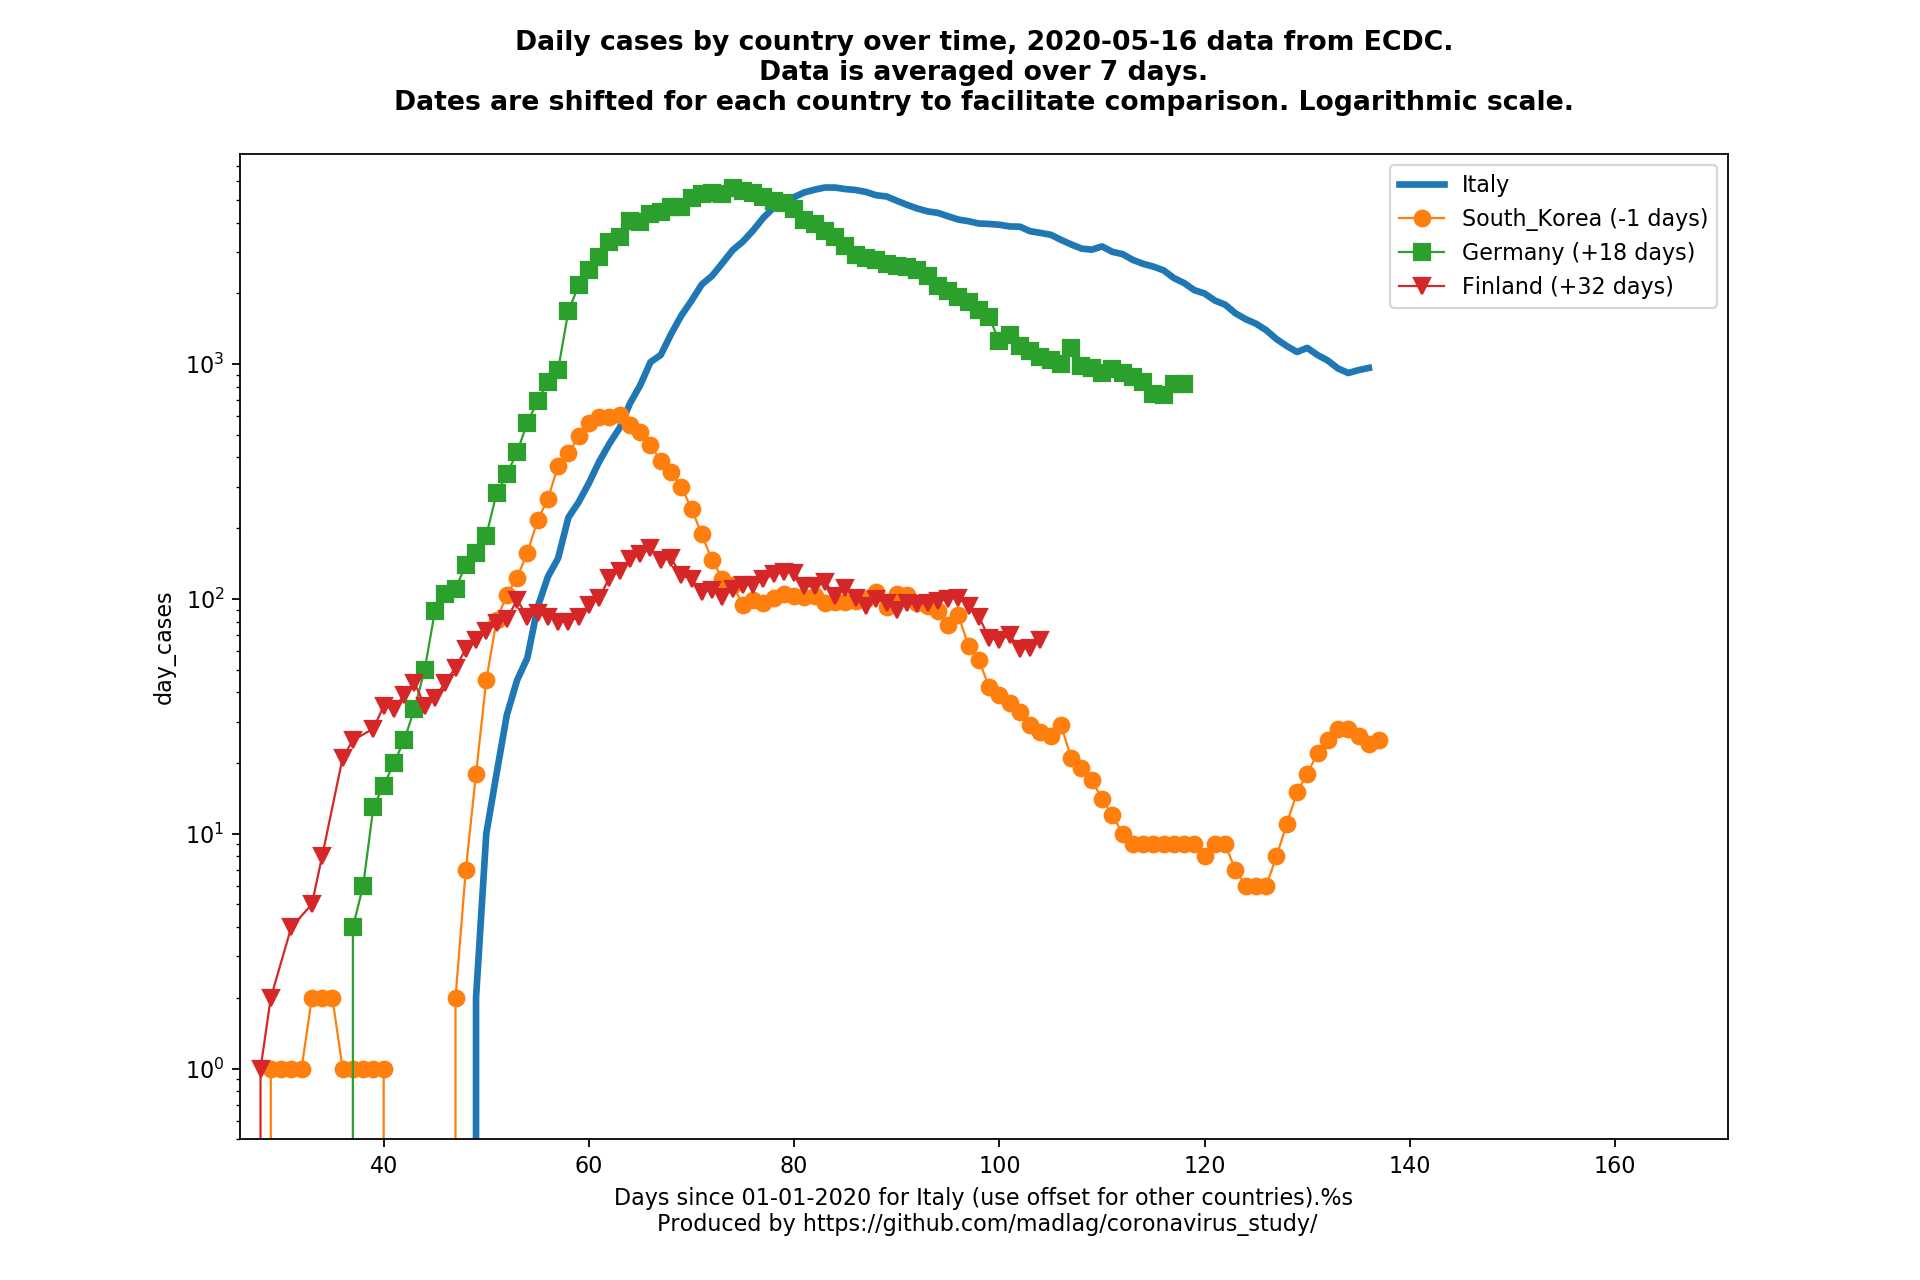 Daily cases by country over time, 2020-05-16 data from ECDC.
Data is averaged over 7 days.
Dates are shifted for each country to facilitate comparison. Logarithmic scale.
Italy
South_Korea (-1 days)
Germany (+18 days)
Finland (+32 days)
day_cases
10³
10²
10¹
10⁰
40 60 80 100 120 140 160
Days since 01-01-2020 for Italy (use offset for other countries).%s
Produced by https://github.com/madlag/coronavirus_study/